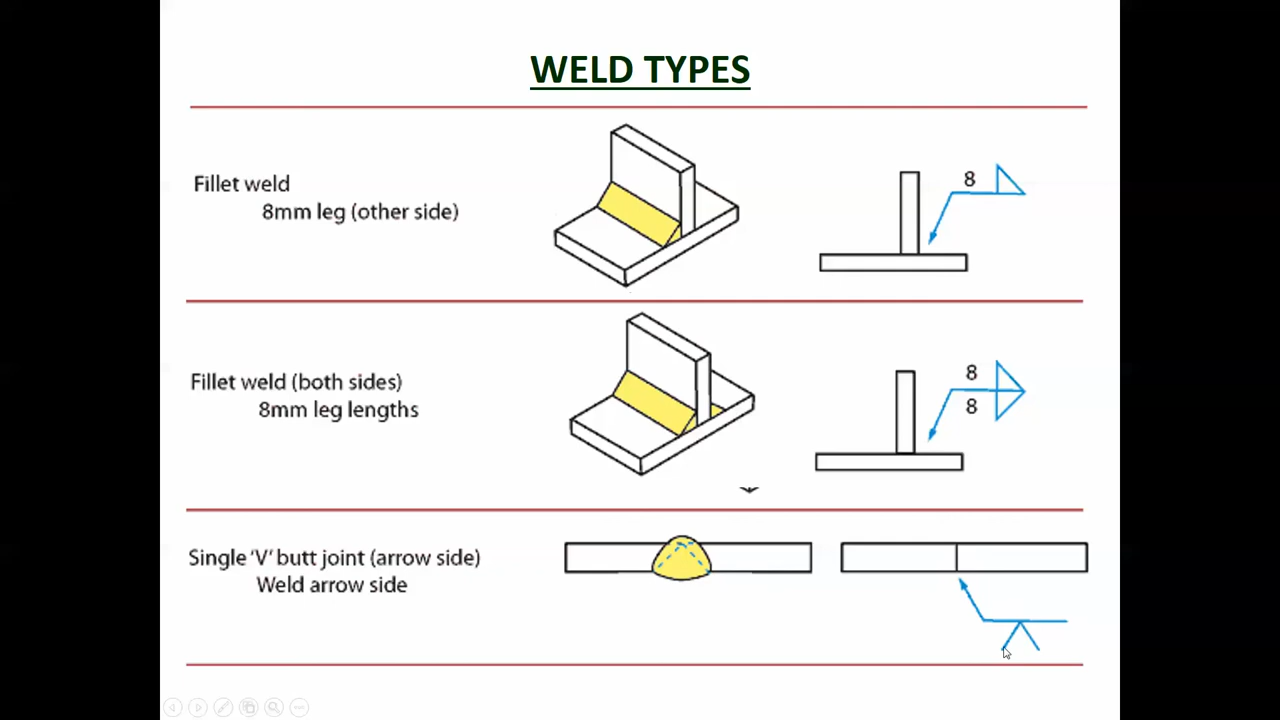 WELD TYPES
Fillet weld
8mm leg (other side)
8
Fillet weld (both sides)
8mm leg lengths
8
8
Single ‘V’ butt joint (arrow side)
Weld arrow side